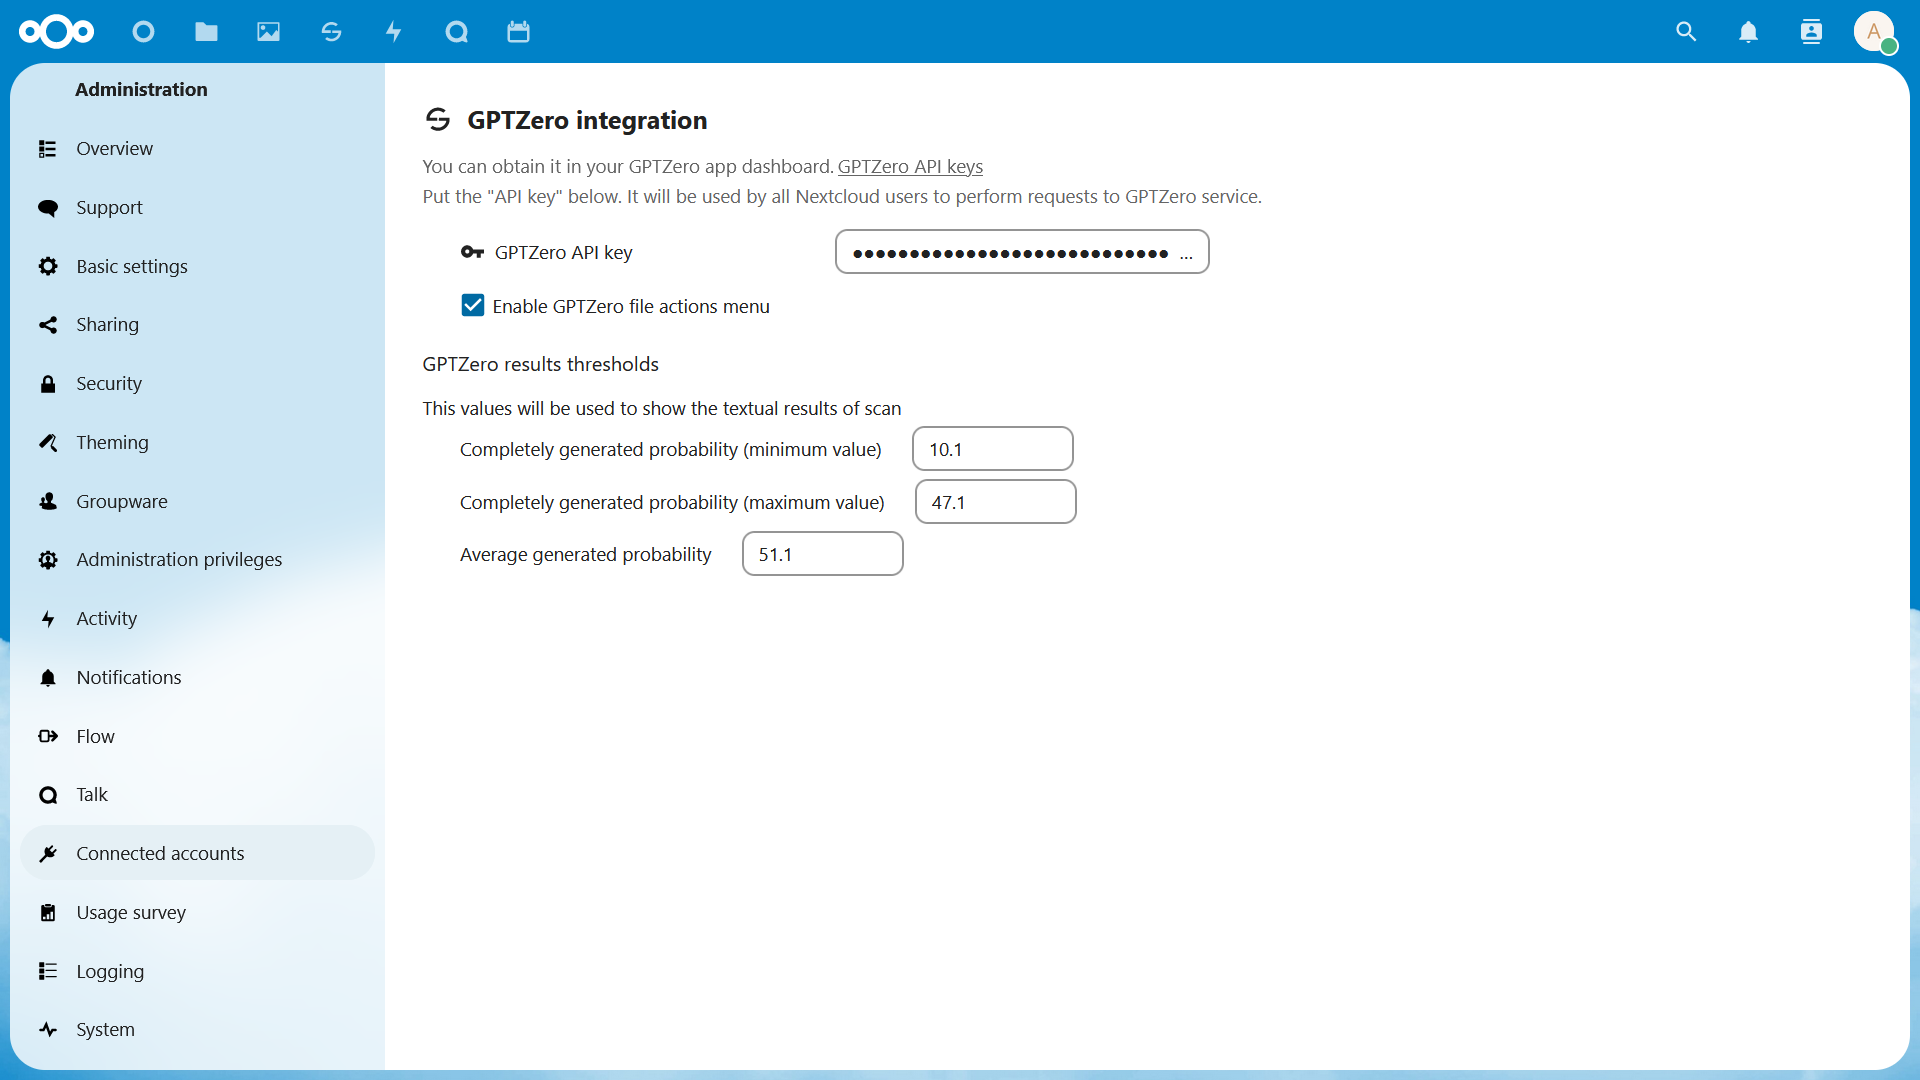 A
Administration
Overview
Support
Basic settings
Sharing
Security
Theming
Groupware
Administration privileges
Activity
Notifications
Flow
Talk
Connected accounts
Usage survey
Logging
System
GPTZero integration
You can obtain it in your GPTZero app dashboard. GPTZero API keys
Put the "API key" below. It will be used by all Nextcloud users to perform requests to GPTZero service.
GPTZero API key ●●●●●●●●●●●●●●●●●●●●●●●●●●●● ...
Enable GPTZero file actions menu
GPTZero results thresholds
This values will be used to show the textual results of scan
Completely generated probability (minimum value) 10.1
Completely generated probability (maximum value) 47.1
Average generated probability 51.1